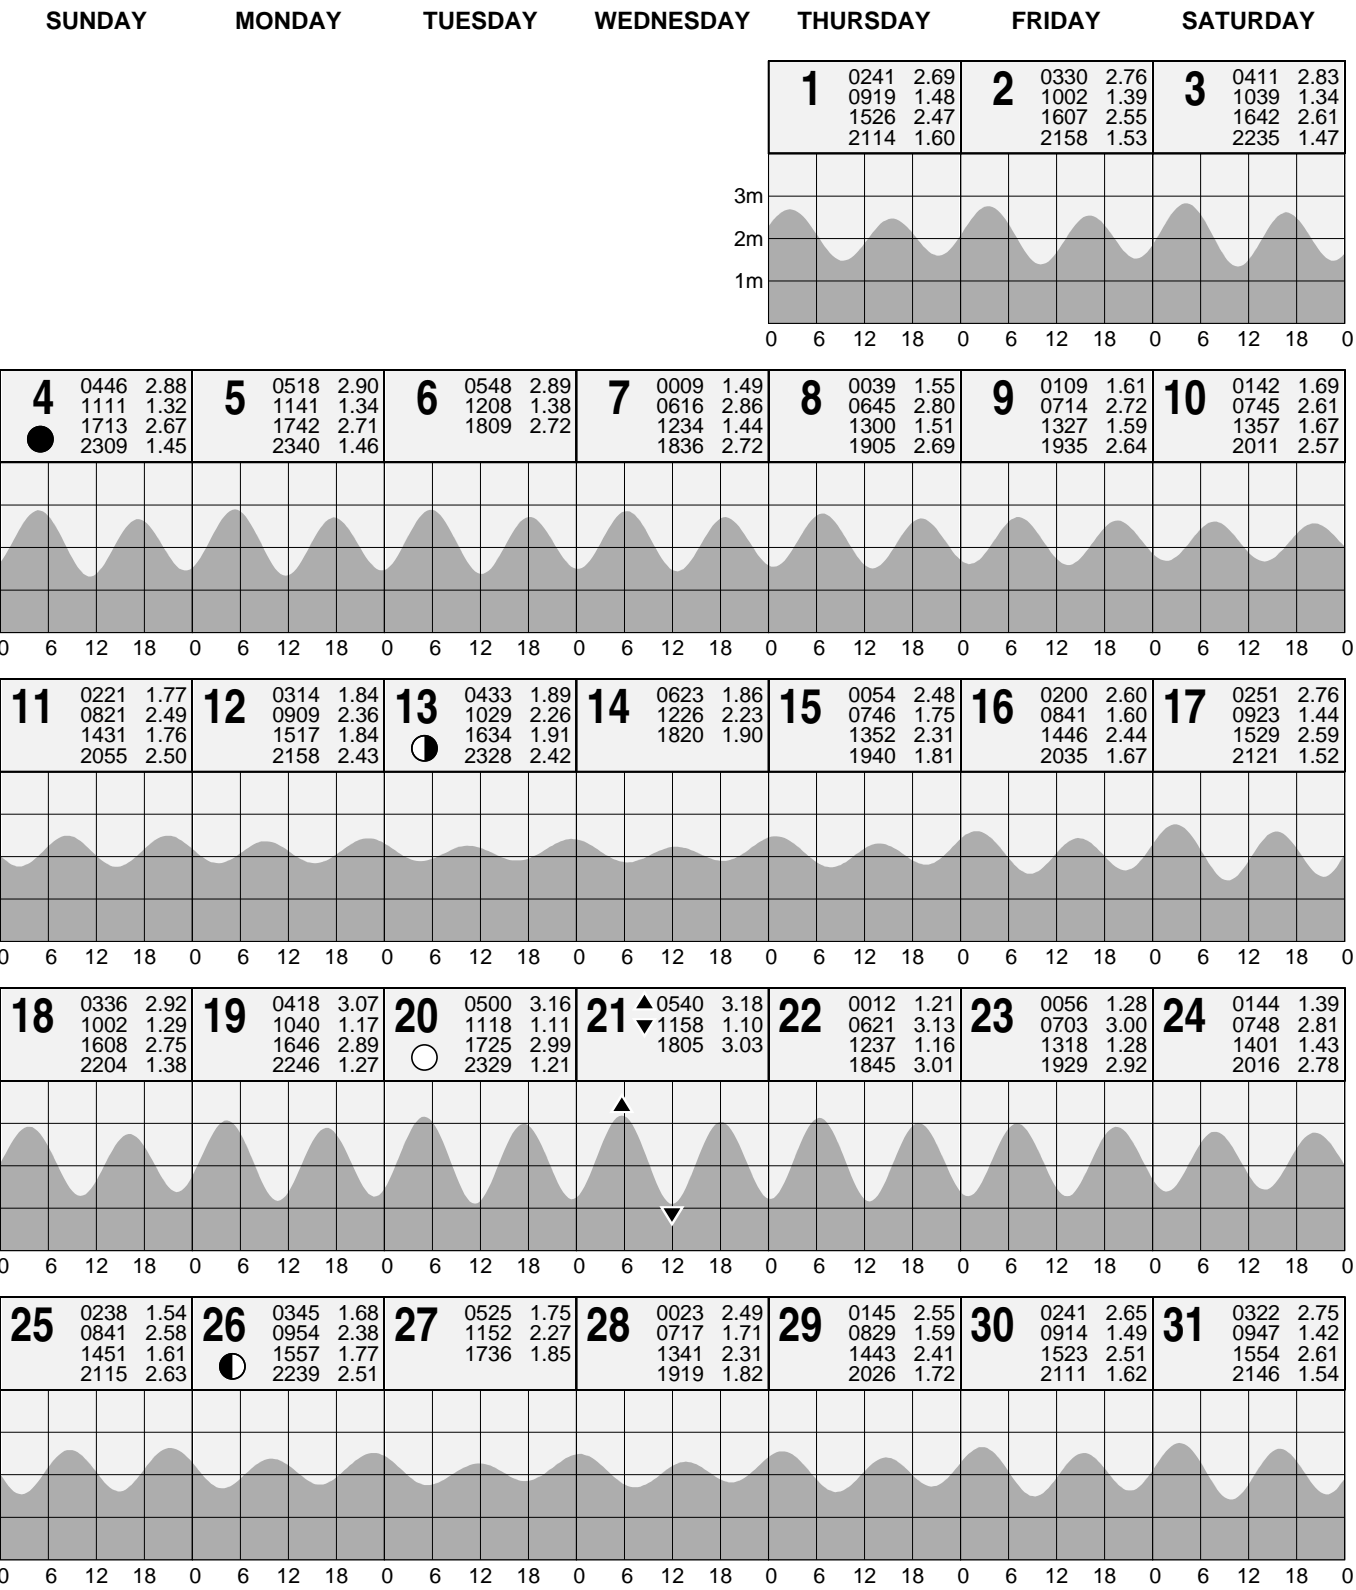 SUNDAY MONDAY TUESDAY WEDNESDAY THURSDAY FRIDAY SATURDAY
1 0241 2.69 2 0330 2.76 3 0411 2.83
0919 1.48 1002 1.39 1039 1.34
1526 2.47 1607 2.55 1642 2.61
2114 1.60 2158 1.53 2235 1.47
3m
2m
1m
0 6 12 18 0 6 12 18 0 6 12 18 0
4 0446 2.88 5 0518 2.90 6 0548 2.89 7 0009 1.49 8 0039 1.55 9 0109 1.61 10 0142 1.69
1111 1.32 1141 1.34 1208 1.38 0616 2.86 0645 2.80 0714 2.72 0745 2.61
1713 2.67 1742 2.71 1809 2.72 1234 1.44 1300 1.51 1327 1.59 1357 1.67
2309 1.45 2340 1.46 1836 2.72 1905 2.69 1935 2.64 2011 2.57
0 6 12 18 0 6 12 18 0 6 12 18 0 6 12 18 0 6 12 18 0 6 12 18 0 6 12 18 0
11 0221 1.77 12 0314 1.84 13 0433 1.89 14 0623 1.86 15 0054 2.48 16 0200 2.60 17 0251 2.76
0821 2.49 0909 2.36 1029 2.26 1226 2.23 0746 1.75 0841 1.60 0923 1.44
1431 1.76 1517 1.84 1634 1.91 1820 1.90 1352 2.31 1446 2.44 1529 2.59
2055 2.50 2158 2.43 2328 2.42 1940 1.81 2035 1.67 2121 1.52
0 6 12 18 0 6 12 18 0 6 12 18 0 6 12 18 0 6 12 18 0 6 12 18 0 6 12 18 0
18 0336 2.92 19 0418 3.07 20 0500 3.16 21 0540 3.18 22 0012 1.21 23 0056 1.28 24 0144 1.39
1002 1.29 1040 1.17 1118 1.11 1158 1.10 0621 3.13 0703 3.00 0748 2.81
1608 2.75 1646 2.89 1725 2.99 1805 3.03 1237 1.16 1318 1.28 1401 1.43
2204 1.38 2246 1.27 2329 1.21 1845 3.01 1929 2.92 2016 2.78
0 6 12 18 0 6 12 18 0 6 12 18 0 6 12 18 0 6 12 18 0 6 12 18 0 6 12 18 0
25 0238 1.54 26 0345 1.68 27 0525 1.75 28 0023 2.49 29 0145 2.55 30 0241 2.65 31 0322 2.75
0841 2.58 0954 2.38 1152 2.27 0717 1.71 0829 1.59 0914 1.49 0947 1.42
1451 1.61 1557 1.77 1736 1.85 1341 2.31 1443 2.41 1523 2.51 1554 2.61
2115 2.63 2239 2.51 1919 1.82 2026 1.72 2111 1.62 2146 1.54
0 6 12 18 0 6 12 18 0 6 12 18 0 6 12 18 0 6 12 18 0 6 12 18 0 6 12 18 0